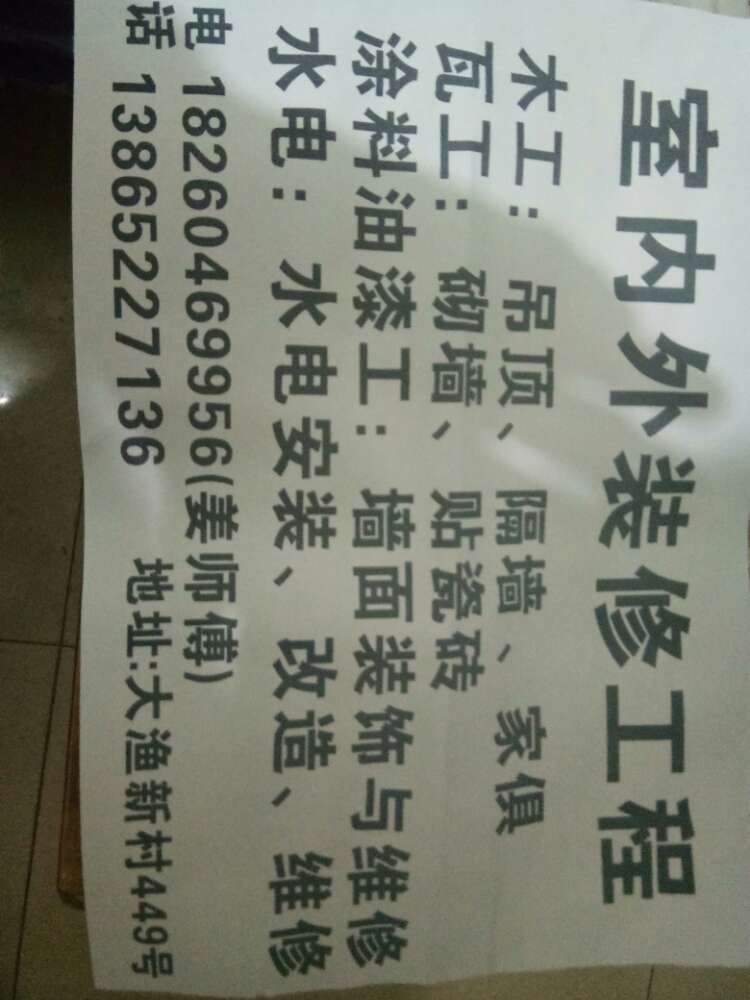 室内外装修工程
木工：吊顶、隔墙、家俱
瓦工：砌墙、贴瓷砖
涂料油漆工：墙面装饰与维修
水电：水电安装、改造、维修
电话 18260469956(姜师傅)
13865227136 地址:大渔新村449号